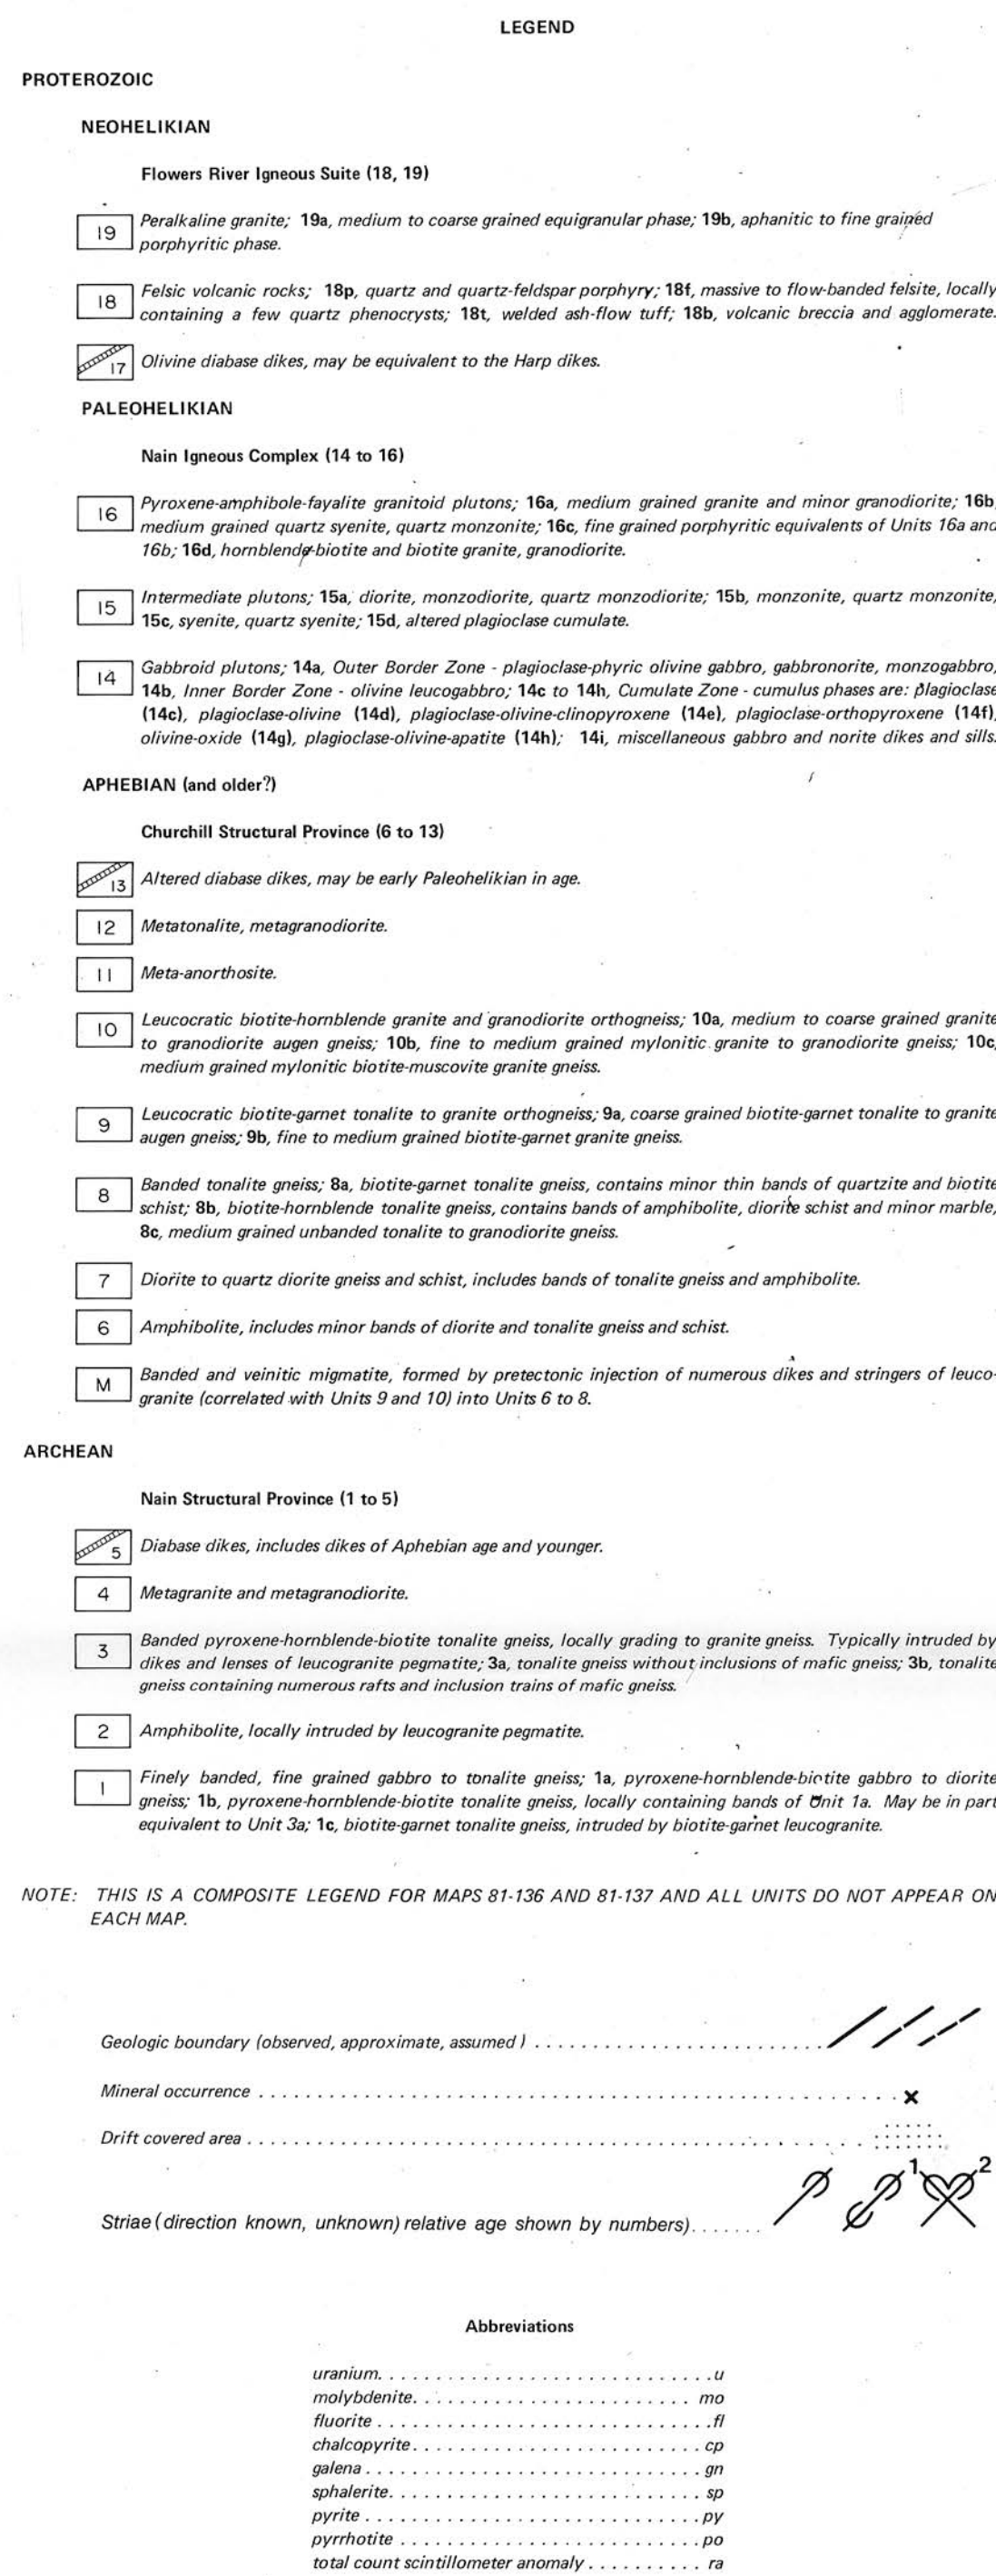 LEGEND
PROTEROZOIC
NEOHELIKIAN
Flowers River Igneous Suite (18, 19)
19 Peralkaline granite; 19a, medium to coarse grained equigranular phase; 19b, aphanitic to fine grained
porphyritic phase.
18 Felsic volcanic rocks; 18p, quartz and quartz-feldspar porphyry; 18f, massive to flow-banded felsite, locally
containing a few quartz phenocrysts; 18t, welded ash-flow tuff; 18b, volcanic breccia and agglomerate.
17 Olivine diabase dikes, may be equivalent to the Harp dikes.
PALEOHELIKIAN
Nain Igneous Complex (14 to 16)
16 Pyroxene-amphibole-fayalite granitoid plutons; 16a, medium grained granite and minor granodiorite; 16b,
medium grained quartz syenite, quartz monzonite; 16c, fine grained porphyritic equivalents of Units 16a and
16b; 16d, hornblende-biotite and biotite granite, granodiorite.
15 Intermediate plutons; 15a, diorite, monzodiorite, quartz monzodiorite; 15b, monzonite, quartz monzonite,
15c, syenite, quartz syenite; 15d, altered plagioclase cumulate.
14 Gabbroid plutons; 14a, Outer Border Zone - plagioclase-phyric olivine gabbro, gabbronorite, monzogabbro,
14b, Inner Border Zone - olivine leucogabbro; 14c to 14h, Cumulate Zone - cumulus phases are: plagioclase
(14c), plagioclase-olivine (14d), plagioclase-olivine-clinopyroxene (14e), plagioclase-orthopyroxene (14f),
olivine-oxide (14g), plagioclase-olivine-apatite (14h); 14i, miscellaneous gabbro and norite dikes and sills.
APHEBIAN (and older?)
Churchill Structural Province (6 to 13)
13 Altered diabase dikes, may be early Paleohelikian in age.
12 Metatonalite, metagranodiorite.
11 Meta-anorthosite.
10 Leucocratic biotite-hornblende granite and granodiorite orthogneiss; 10a, medium to coarse grained granite
to granodiorite augen gneiss; 10b, fine to medium grained mylonitic granite to granodiorite gneiss; 10c,
medium grained mylonitic biotite-muscovite granite gneiss.
9 Leucocratic biotite-garnet tonalite to granite orthogneiss; 9a, coarse grained biotite-garnet tonalite to granite
augen gneiss; 9b, fine to medium grained biotite-garnet granite gneiss.
8 Banded tonalite gneiss; 8a, biotite-garnet tonalite gneiss, contains minor thin bands of quartzite and biotite
schist; 8b, biotite-hornblende tonalite gneiss, contains bands of amphibolite, diorite schist and minor marble,
8c, medium grained unbanded tonalite to granodiorite gneiss.
7 Diorite to quartz diorite gneiss and schist, includes bands of tonalite gneiss and amphibolite.
6 Amphibolite, includes minor bands of diorite and tonalite gneiss and schist.
M Banded and veinitic migmatite, formed by pretectonic injection of numerous dikes and stringers of leuco-
granite (correlated with Units 9 and 10) into Units 6 to 8.
ARCHEAN
Nain Structural Province (1 to 5)
5 Diabase dikes, includes dikes of Aphebian age and younger.
4 Metagranite and metagranodiorite.
3 Banded pyroxene-hornblende-biotite tonalite gneiss, locally grading to granite gneiss. Typically intruded by
dikes and lenses of leucogranite pegmatite; 3a, tonalite gneiss without inclusions of mafic gneiss; 3b, tonalite
gneiss containing numerous rafts and inclusion trains of mafic gneiss.
2 Amphibolite, locally intruded by leucogranite pegmatite.
1 Finely banded, fine grained gabbro to tonalite gneiss; 1a, pyroxene-hornblende-biotite gabbro to diorite
gneiss; 1b, pyroxene-hornblende-biotite tonalite gneiss, locally containing bands of Unit 1a. May be in part
equivalent to Unit 3a; 1c, biotite-garnet tonalite gneiss, intruded by biotite-garnet leucogranite.
NOTE: THIS IS A COMPOSITE LEGEND FOR MAPS 81-136 AND 81-137 AND ALL UNITS DO NOT APPEAR ON
EACH MAP.
Geologic boundary (observed, approximate, assumed) . . . . . . . . . . . . . . . . . . . . . . . .
Mineral occurrence . . . . . . . . . . . . . . . . . . . . . . . . . . . . . . . . . . . . . . . . . . . . . . . . . . . . . x
Drift covered area . . . . . . . . . . . . . . . . . . . . . . . . . . . . . . . . . . . . . . . . . . . . . . . . . . .
Striae (direction known, unknown) relative age shown by numbers) . . . . . . . 1 2
Abbreviations
uranium. . . . . . . . . . . . . . . . . . . . . . . . . . . . .u
molybdenite. . . . . . . . . . . . . . . . . . . . . . . . . mo
fluorite . . . . . . . . . . . . . . . . . . . . . . . . . . . . .fl
chalcopyrite. . . . . . . . . . . . . . . . . . . . . . . . . cp
galena . . . . . . . . . . . . . . . . . . . . . . . . . . . . . gn
sphalerite. . . . . . . . . . . . . . . . . . . . . . . . . . . sp
pyrite . . . . . . . . . . . . . . . . . . . . . . . . . . . . . py
pyrrhotite . . . . . . . . . . . . . . . . . . . . . . . . . . po
total count scintillometer anomaly . . . . . . . . . . ra